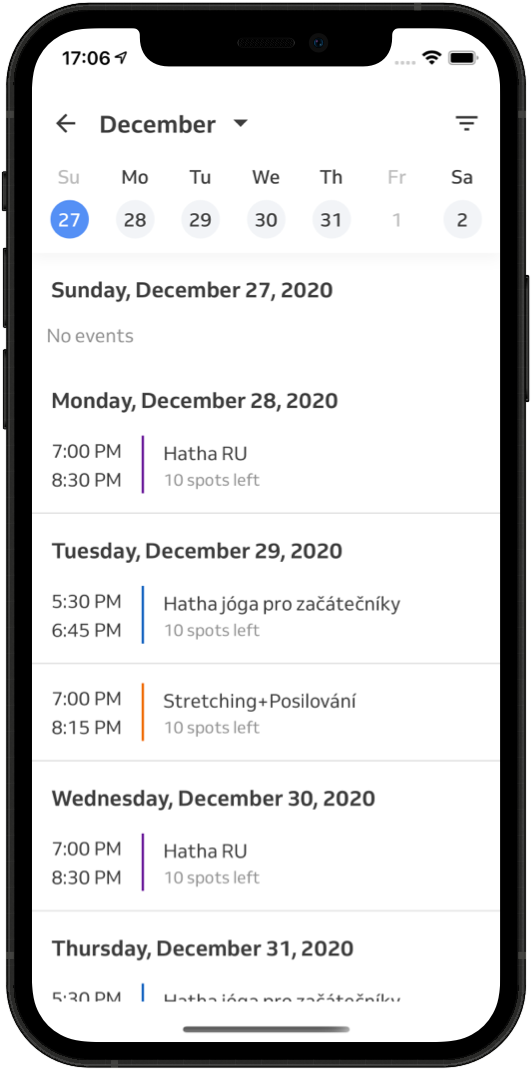 17:06
December
Su Mo Tu We Th Fr Sa
27 28 29 30 31 1 2
Sunday, December 27, 2020
No events
Monday, December 28, 2020
7:00 PM Hatha RU
8:30 PM 10 spots left
Tuesday, December 29, 2020
5:30 PM Hatha jóga pro začátečníky
6:45 PM 10 spots left
7:00 PM Stretching+Posilování
8:15 PM 10 spots left
Wednesday, December 30, 2020
7:00 PM Hatha RU
8:30 PM 10 spots left
Thursday, December 31, 2020
5:30 PM Hatha jóga pro začátečníky